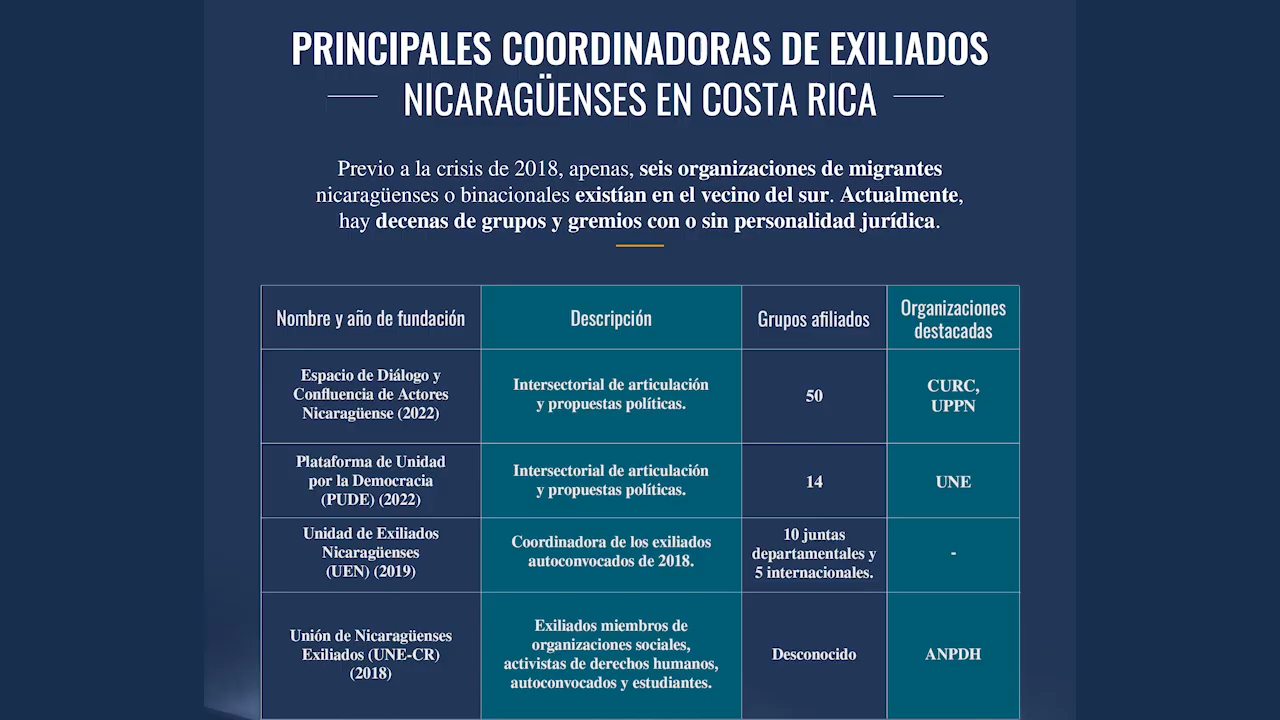 PRINCIPALES COORDINADORAS DE EXILIADOS
NICARAGÜENSES EN COSTA RICA
Previo a la crisis de 2018, apenas, seis organizaciones de migrantes
nicaragüenses o binacionales existían en el vecino del sur. Actualmente,
hay decenas de grupos y gremios con o sin personalidad jurídica.
Nombre y año de fundación
Descripción
Grupos afiliados
Organizaciones
destacadas
Espacio de Diálogo y
Confluencia de Actores
Nicaragüense (2022)
Intersectorial de articulación
y propuestas políticas.
50
CURC,
UPPN
Plataforma de Unidad
por la Democracia
(PUDE) (2022)
Intersectorial de articulación
y propuestas políticas.
14
UNE
Unidad de Exiliados
Nicaragüenses
(UEN) (2019)
Coordinadora de los exiliados
autoconvocados de 2018.
10 juntas
departamentales y
5 internacionales.
-
Unión de Nicaragüenses
Exiliados (UNE-CR)
(2018)
Exiliados miembros de
organizaciones sociales,
activistas de derechos humanos,
autoconvocados y estudiantes.
Desconocido
ANPDH